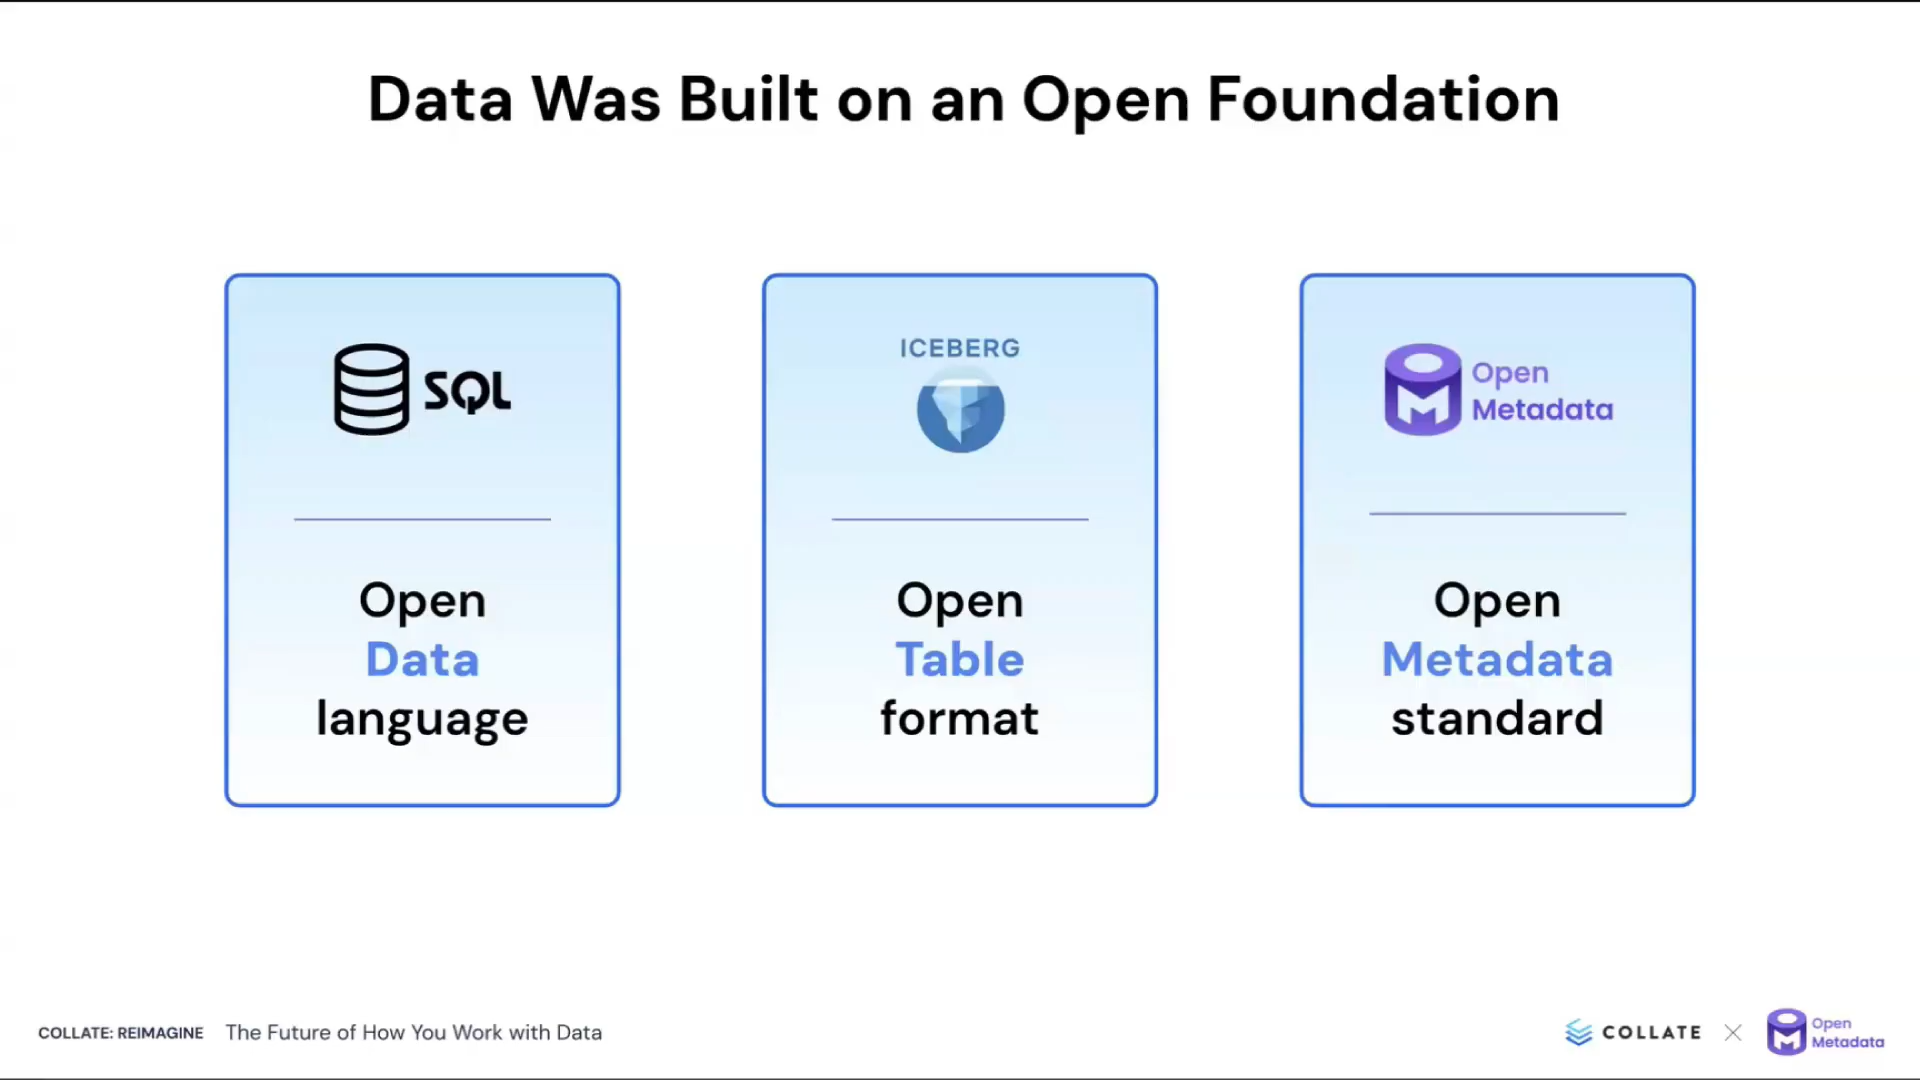 Data Was Built on an Open Foundation
SQL
Open
Data
language
ICEBERG
Open
Table
format
Open
Metadata
Open
Metadata
standard
COLLATE: REIMAGINE The Future of How You Work with Data
COLLATE
Open
Metadata